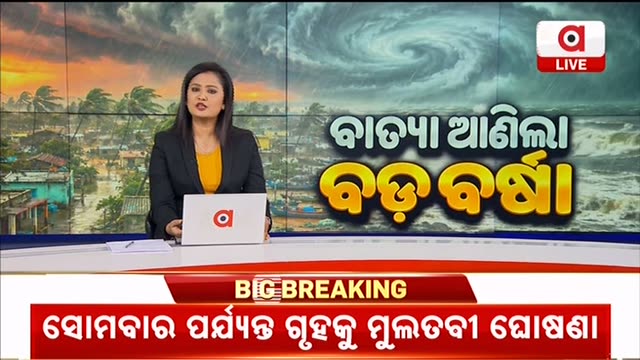 a
LIVE
ବାତ୍ୟା ଆଣିଲା
ବଡ଼ ବର୍ଷା
a
BIG BREAKING
ସୋମବାର ପର୍ଯ୍ୟନ୍ତ ଗୃହକୁ ମୁଲତବୀ ଘୋଷଣା